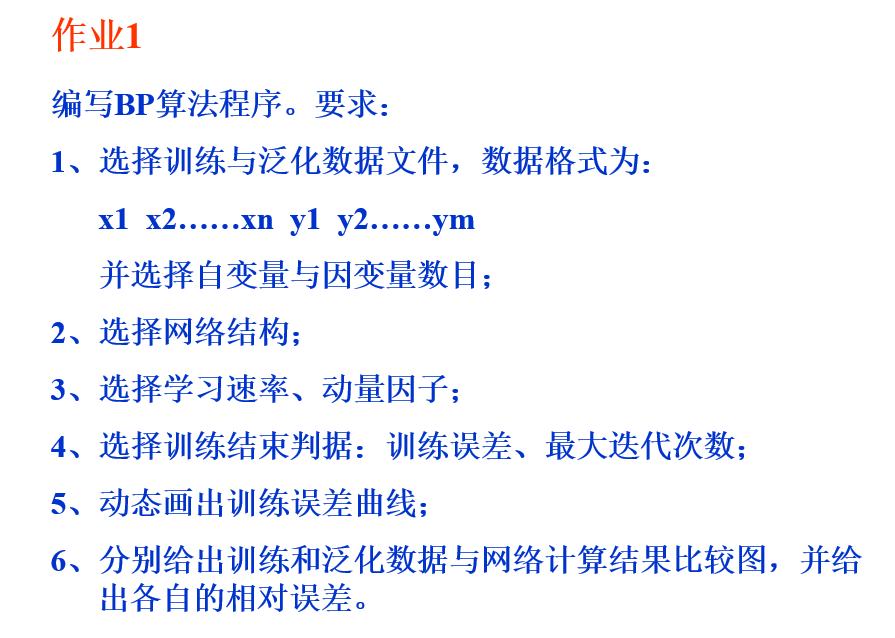 作业1
编写BP算法程序。要求：
1、选择训练与泛化数据文件，数据格式为：
x1 x2……xn y1 y2……ym
并选择自变量与因变量数目；
2、选择网络结构；
3、选择学习速率、动量因子；
4、选择训练结束判据：训练误差、最大迭代次数；
5、动态画出训练误差曲线；
6、分别给出训练和泛化数据与网络计算结果比较图，并给
出各自的相对误差。